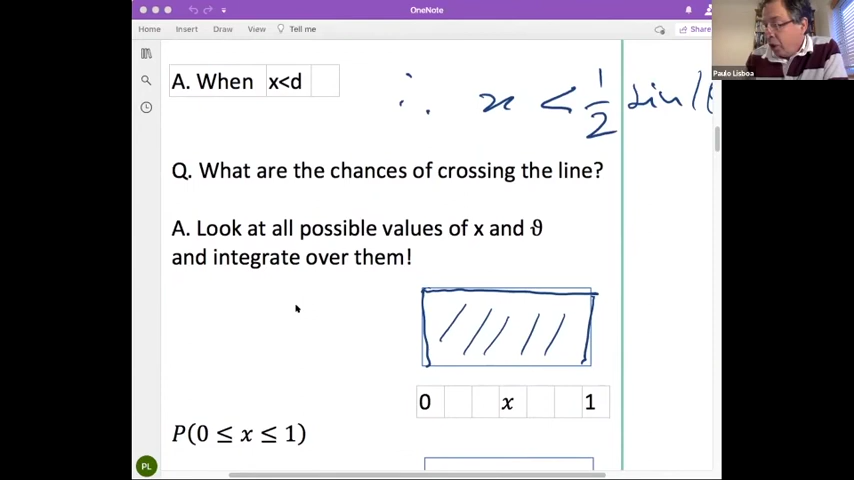 OneNote
Home Insert Draw View Tell me
Share
Paulo Lisboa
A. When x<d
∴ x < 1/2 sin(
Q. What are the chances of crossing the line?
A. Look at all possible values of x and ϑ
and integrate over them!
0 x 1
P(0 ≤ x ≤ 1)
PL